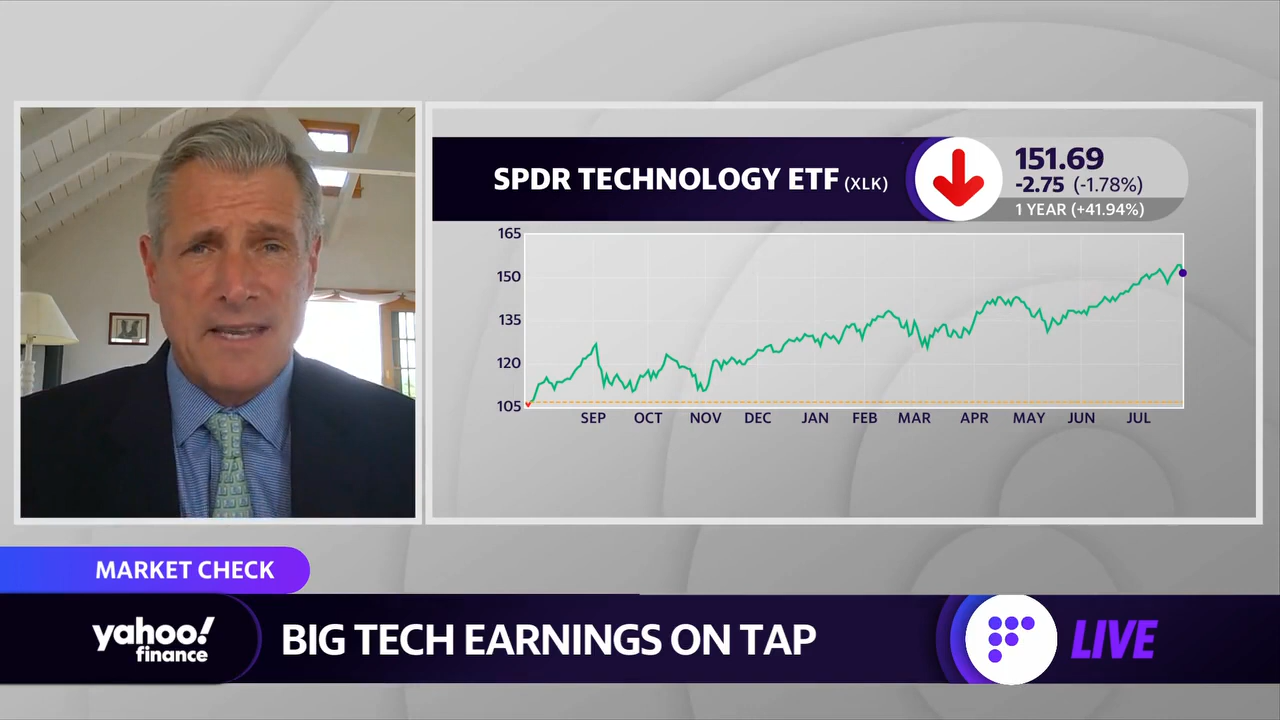 SPDR TECHNOLOGY ETF (XLK)
151.69
-2.75 (-1.78%)
1 YEAR (+41.94%)
165
150
135
120
105
SEP OCT NOV DEC JAN FEB MAR APR MAY JUN JUL
MARKET CHECK
yahoo!
finance
BIG TECH EARNINGS ON TAP
LIVE